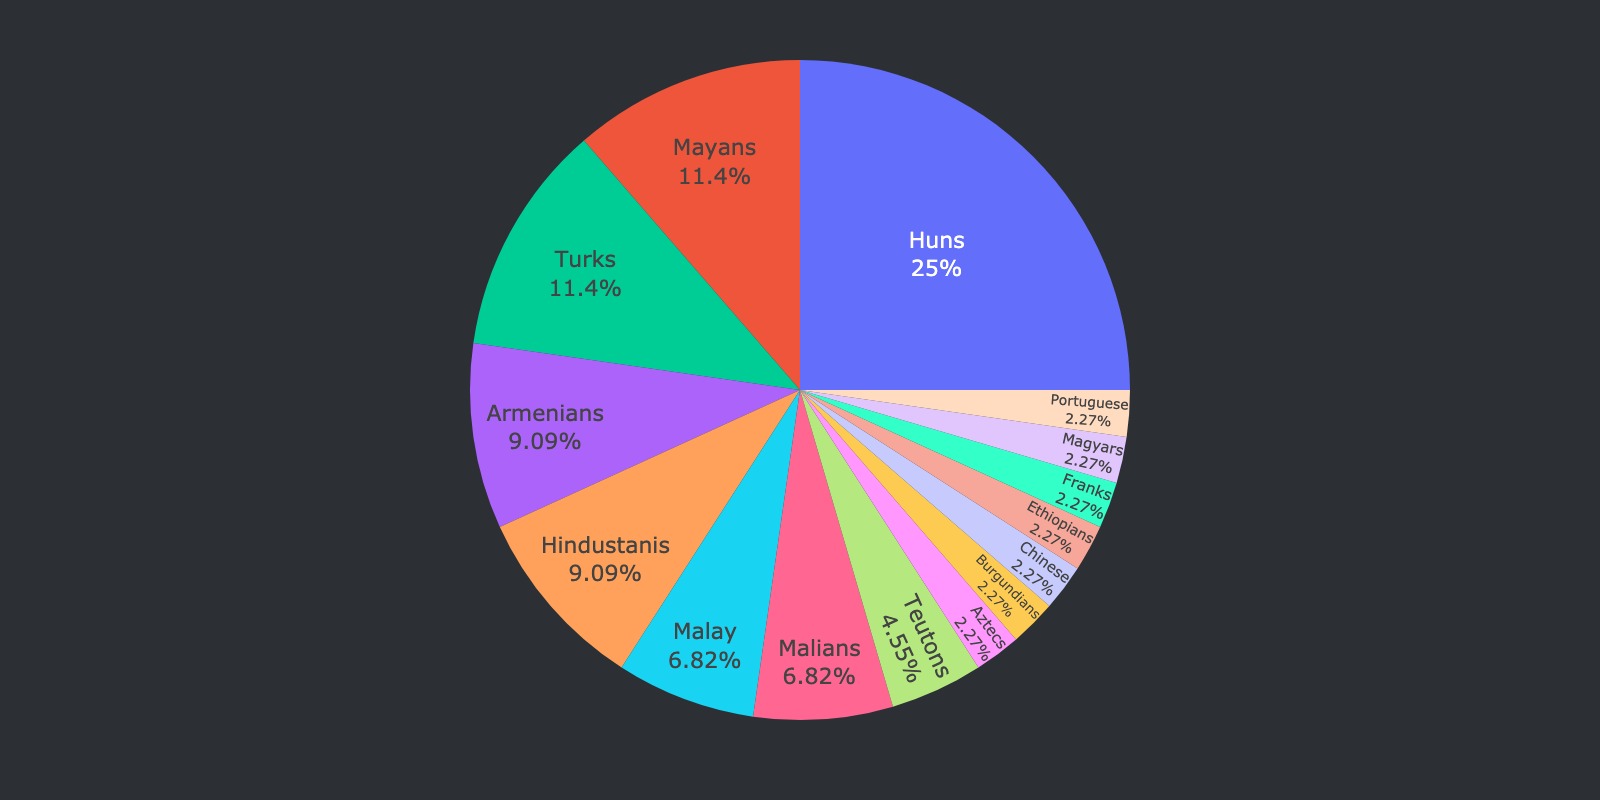 Mayans
11.4%
Huns
25%
Turks
11.4%
Armenians
9.09%
Hindustanis
9.09%
Malay
6.82%
Malians
6.82%
Teutons
4.55%
Aztecs
2.27%
Burgundians
2.27%
Chinese
2.27%
Ethiopians
2.27%
Franks
2.27%
Magyars
2.27%
Portuguese
2.27%